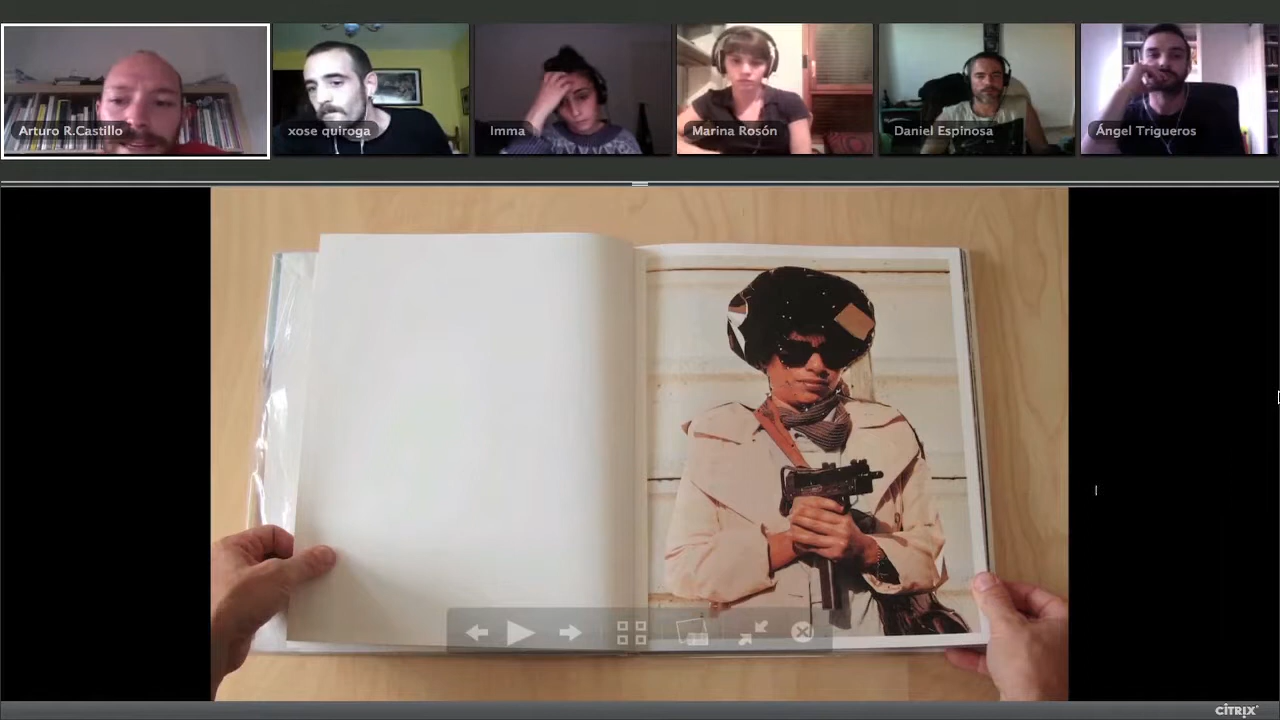 Arturo R.Castillo
xose quiroga
Imma
Marina Rosón
Daniel Espinosa
Ángel Trigueros
CITRIX